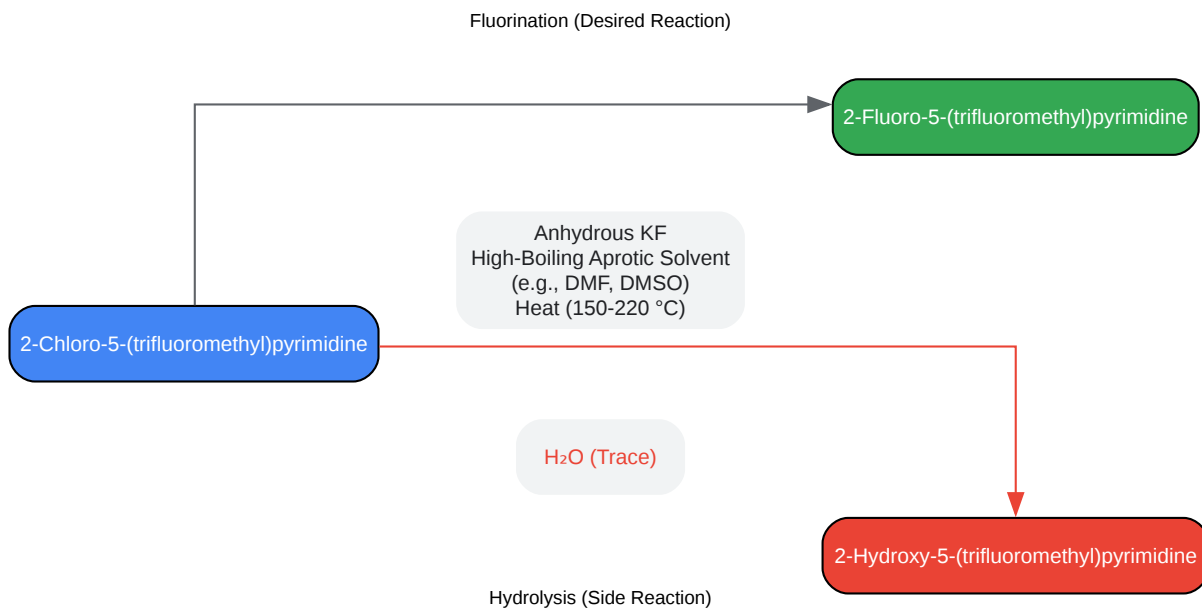 Fluorination (Desired Reaction)
2-Fluoro-5-(trifluoromethyl)pyrimidine
Anhydrous KF
High-Boiling Aprotic Solvent
(e.g., DMF, DMSO)
Heat (150-220 °C)
2-Chloro-5-(trifluoromethyl)pyrimidine
H₂O (Trace)
2-Hydroxy-5-(trifluoromethyl)pyrimidine
Hydrolysis (Side Reaction)